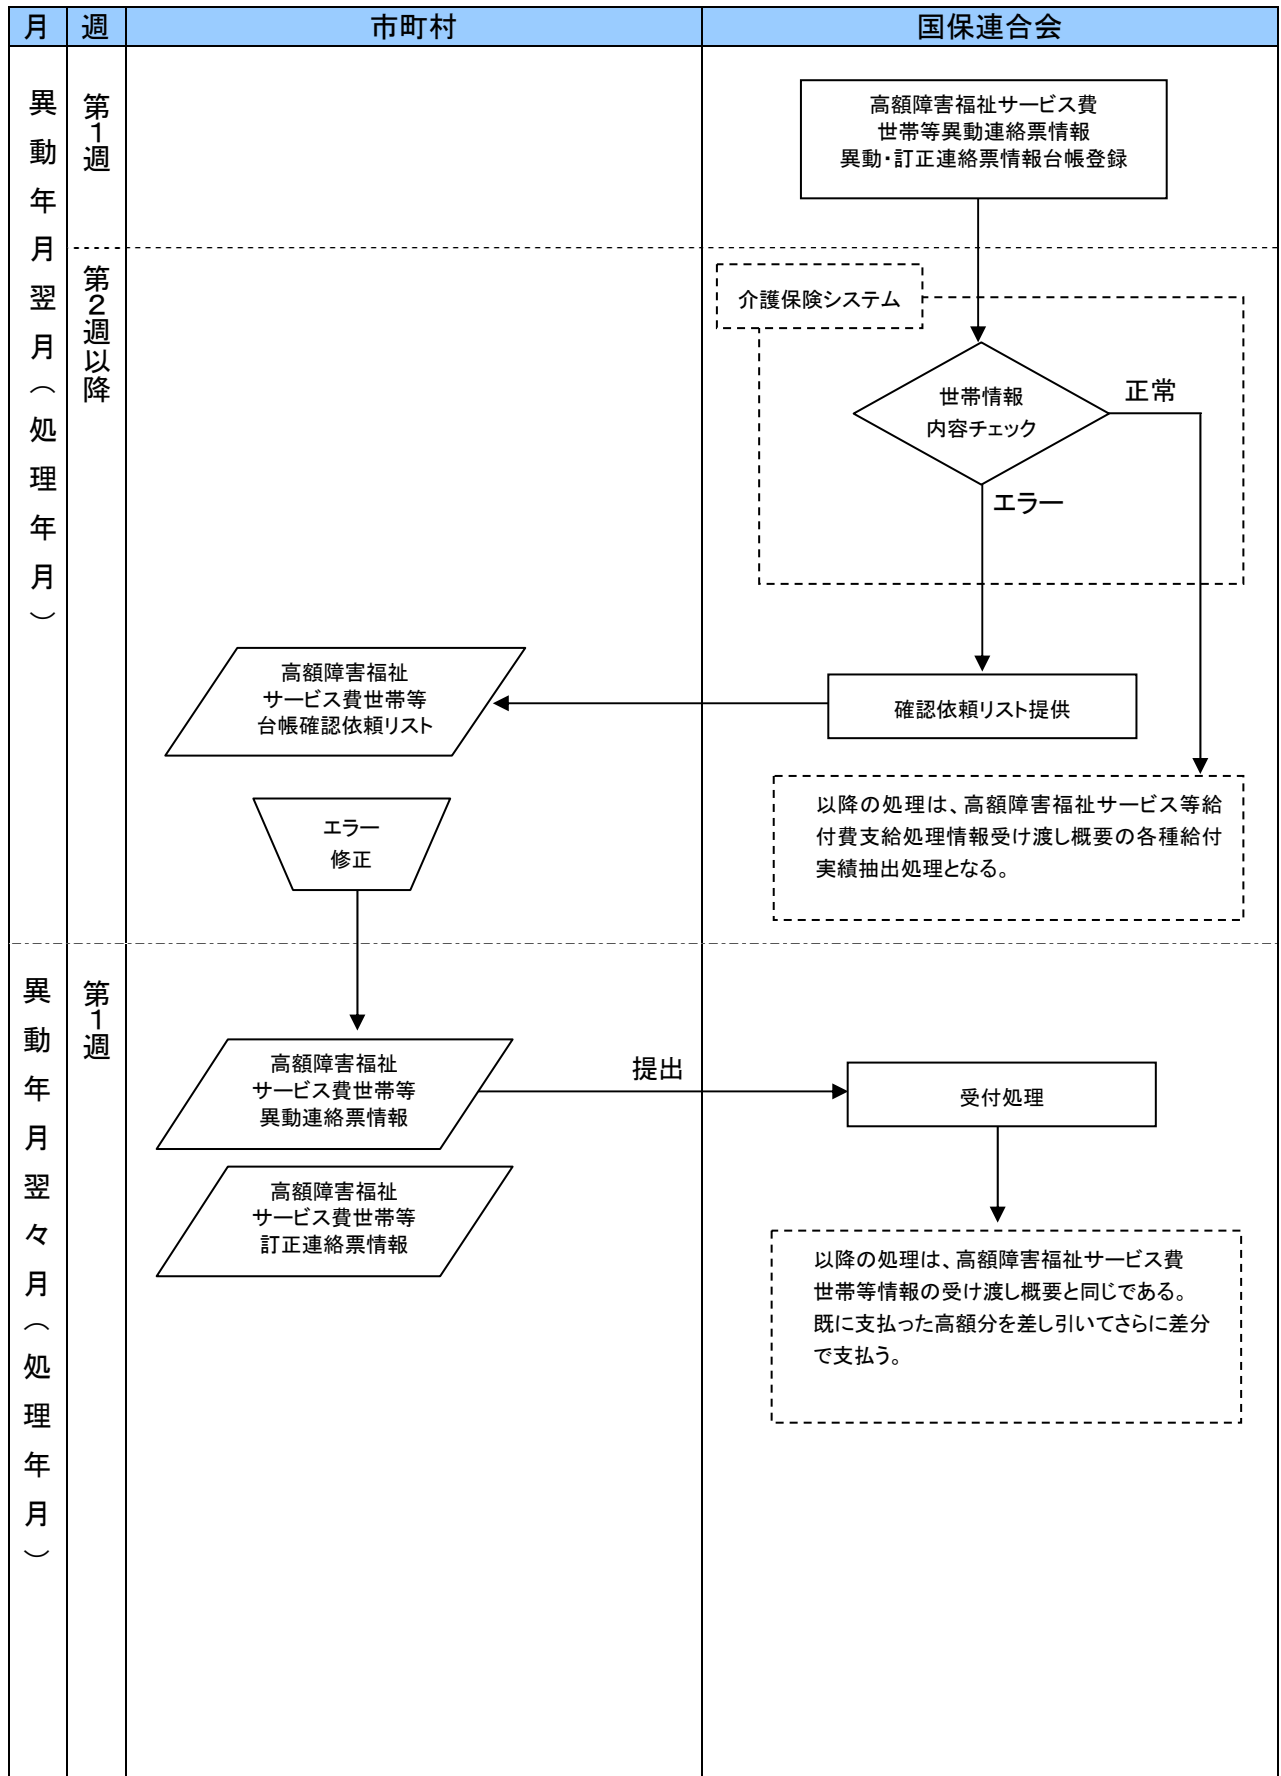 月 週 市町村 国保連合会
異動年月翌月（処理年月）
第1週
高額障害福祉サービス費
世帯等異動連絡票情報
異動・訂正連絡票情報台帳登録
第2週以降
介護保険システム
世帯情報
内容チェック
正常
エラー
高額障害福祉
サービス費世帯等
台帳確認依頼リスト
確認依頼リスト提供
エラー
修正
以降の処理は、高額障害福祉サービス等給
付費支給処理情報受け渡し概要の各種給付
実績抽出処理となる。
異動年月翌々月（処理年月）
第1週
高額障害福祉
サービス費世帯等
異動連絡票情報
提出
受付処理
高額障害福祉
サービス費世帯等
訂正連絡票情報
以降の処理は、高額障害福祉サービス費
世帯等情報の受け渡し概要と同じである。
既に支払った高額分を差し引いてさらに差分
で支払う。